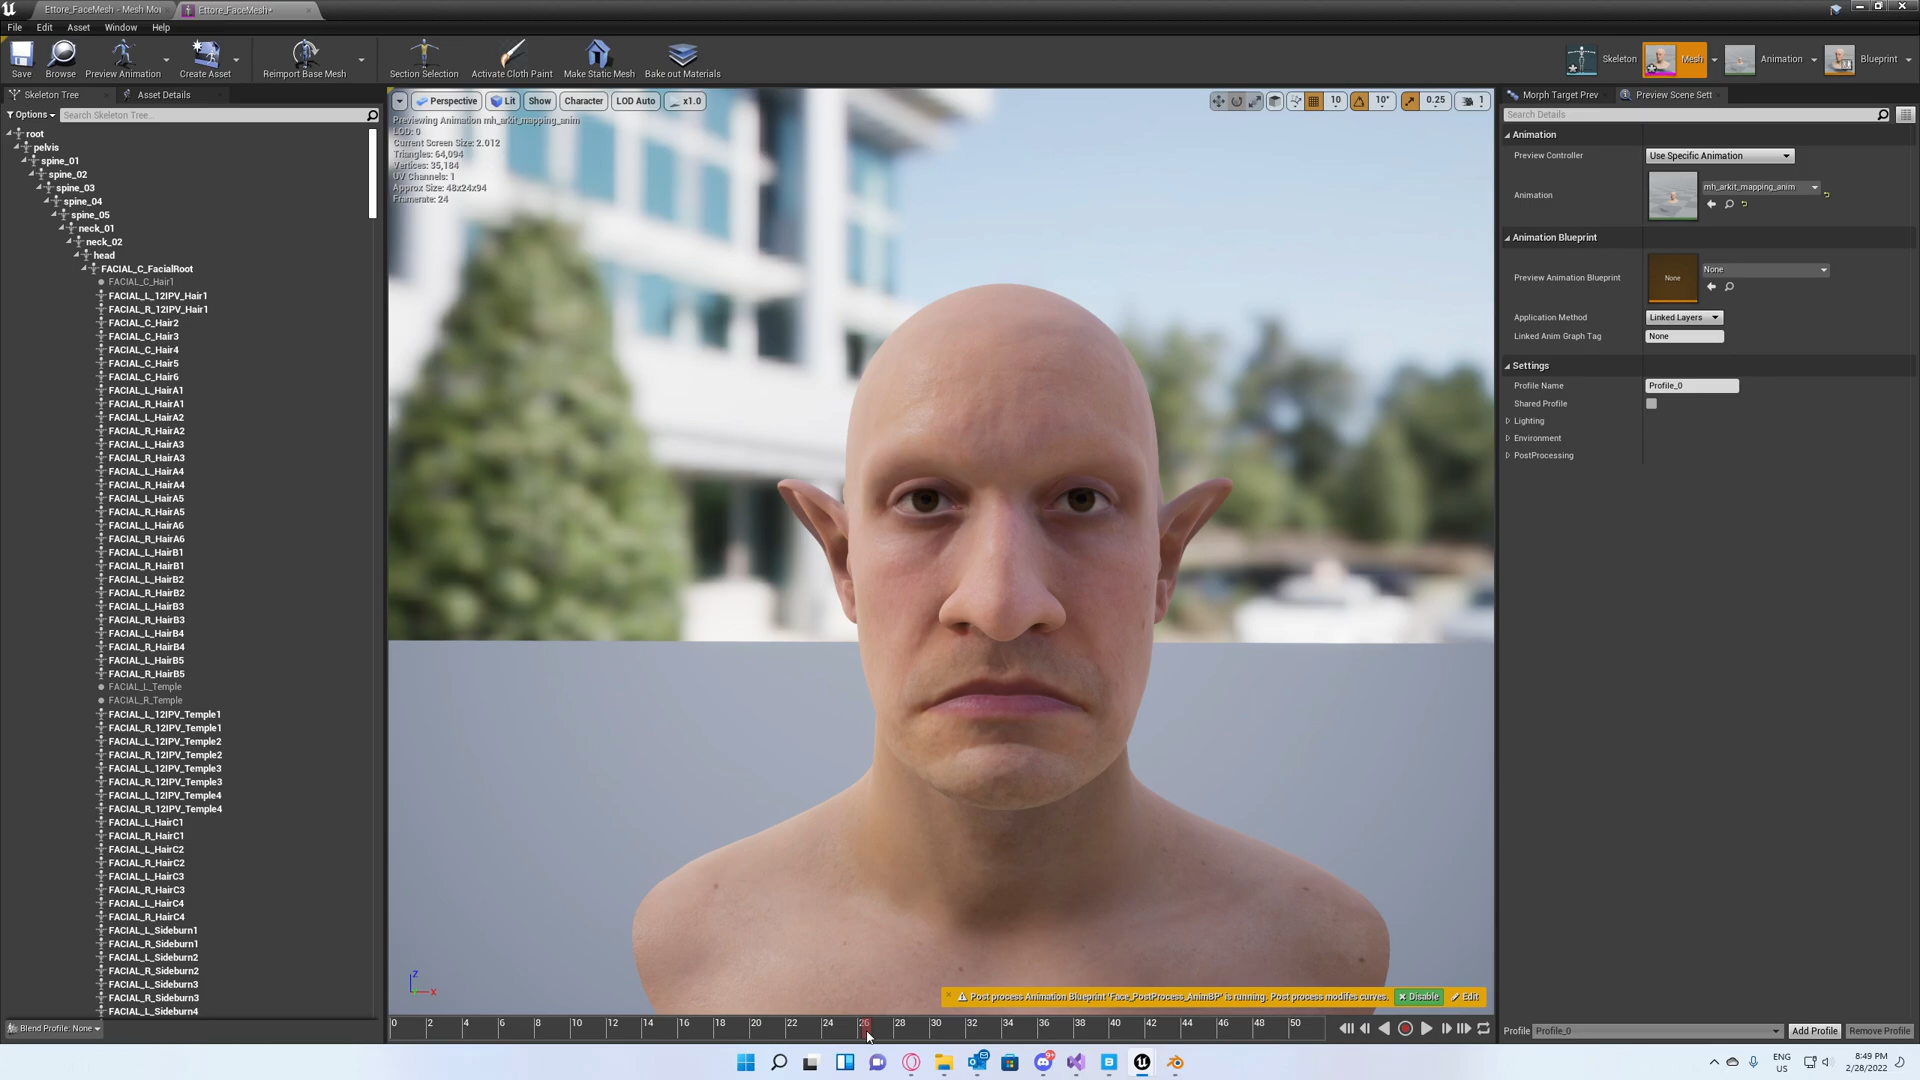 Ettore_FaceMesh - Mesh Mo
Ettore_FaceMesh*
File Edit Asset Window Help
Save
Browse
Preview Animation
Create Asset
Reimport Base Mesh
Section Selection
Activate Cloth Paint
Make Static Mesh
Bake out Materials
Skeleton
Mesh
Animation
Blueprint
Skeleton Tree
Asset Details
Options
Search Skeleton Tree...
root
pelvis
spine_01
spine_02
spine_03
spine_04
spine_05
neck_01
neck_02
head
FACIAL_C_FacialRoot
FACIAL_C_Hair1
FACIAL_L_12IPV_Hair1
FACIAL_R_12IPV_Hair1
FACIAL_C_Hair2
FACIAL_C_Hair3
FACIAL_C_Hair4
FACIAL_C_Hair5
FACIAL_C_Hair6
FACIAL_L_HairA1
FACIAL_R_HairA1
FACIAL_L_HairA2
FACIAL_R_HairA2
FACIAL_L_HairA3
FACIAL_R_HairA3
FACIAL_L_HairA4
FACIAL_R_HairA4
FACIAL_L_HairA5
FACIAL_R_HairA5
FACIAL_L_HairA6
FACIAL_R_HairA6
FACIAL_L_HairB1
FACIAL_R_HairB1
FACIAL_L_HairB2
FACIAL_R_HairB2
FACIAL_L_HairB3
FACIAL_R_HairB3
FACIAL_L_HairB4
FACIAL_R_HairB4
FACIAL_L_HairB5
FACIAL_R_HairB5
FACIAL_L_Temple
FACIAL_R_Temple
FACIAL_L_12IPV_Temple1
FACIAL_R_12IPV_Temple1
FACIAL_L_12IPV_Temple2
FACIAL_R_12IPV_Temple2
FACIAL_L_12IPV_Temple3
FACIAL_R_12IPV_Temple3
FACIAL_L_12IPV_Temple4
FACIAL_R_12IPV_Temple4
FACIAL_L_HairC1
FACIAL_R_HairC1
FACIAL_L_HairC2
FACIAL_R_HairC2
FACIAL_L_HairC3
FACIAL_R_HairC3
FACIAL_L_HairC4
FACIAL_R_HairC4
FACIAL_L_Sideburn1
FACIAL_R_Sideburn1
FACIAL_L_Sideburn2
FACIAL_R_Sideburn2
FACIAL_L_Sideburn3
FACIAL_R_Sideburn3
FACIAL_L_Sideburn4
Blend Profile: None
Perspective Lit Show Character LOD Auto x1.0
10 10° 0.25 1
Previewing Animation mh_arkit_mapping_anim
LOD: 0
Current Screen Size: 2.012
Triangles: 64,094
Vertices: 35,184
UV Channels: 1
Approx Size: 48x24x94
Framerate: 24
Z
X
Post process Animation Blueprint 'Face_PostProcess_AnimBP' is running. Post process modifes curves.
Disable
Edit
0 2 4 6 8 10 12 14 16 18 20 22 24 26 28 30 32 34 36 38 40 42 44 46 48 50
Morph Target Prev
Preview Scene Sett
Search Details
Animation
Preview Controller
Use Specific Animation
Animation
mh_arkit_mapping_anim
Animation Blueprint
Preview Animation Blueprint
None
None
Application Method
Linked Layers
Linked Anim Graph Tag
None
Settings
Profile Name
Profile_0
Shared Profile
Lighting
Environment
PostProcessing
Profile Profile_0 Add Profile Remove Profile
9+
ENG
US
8:49 PM
2/28/2022